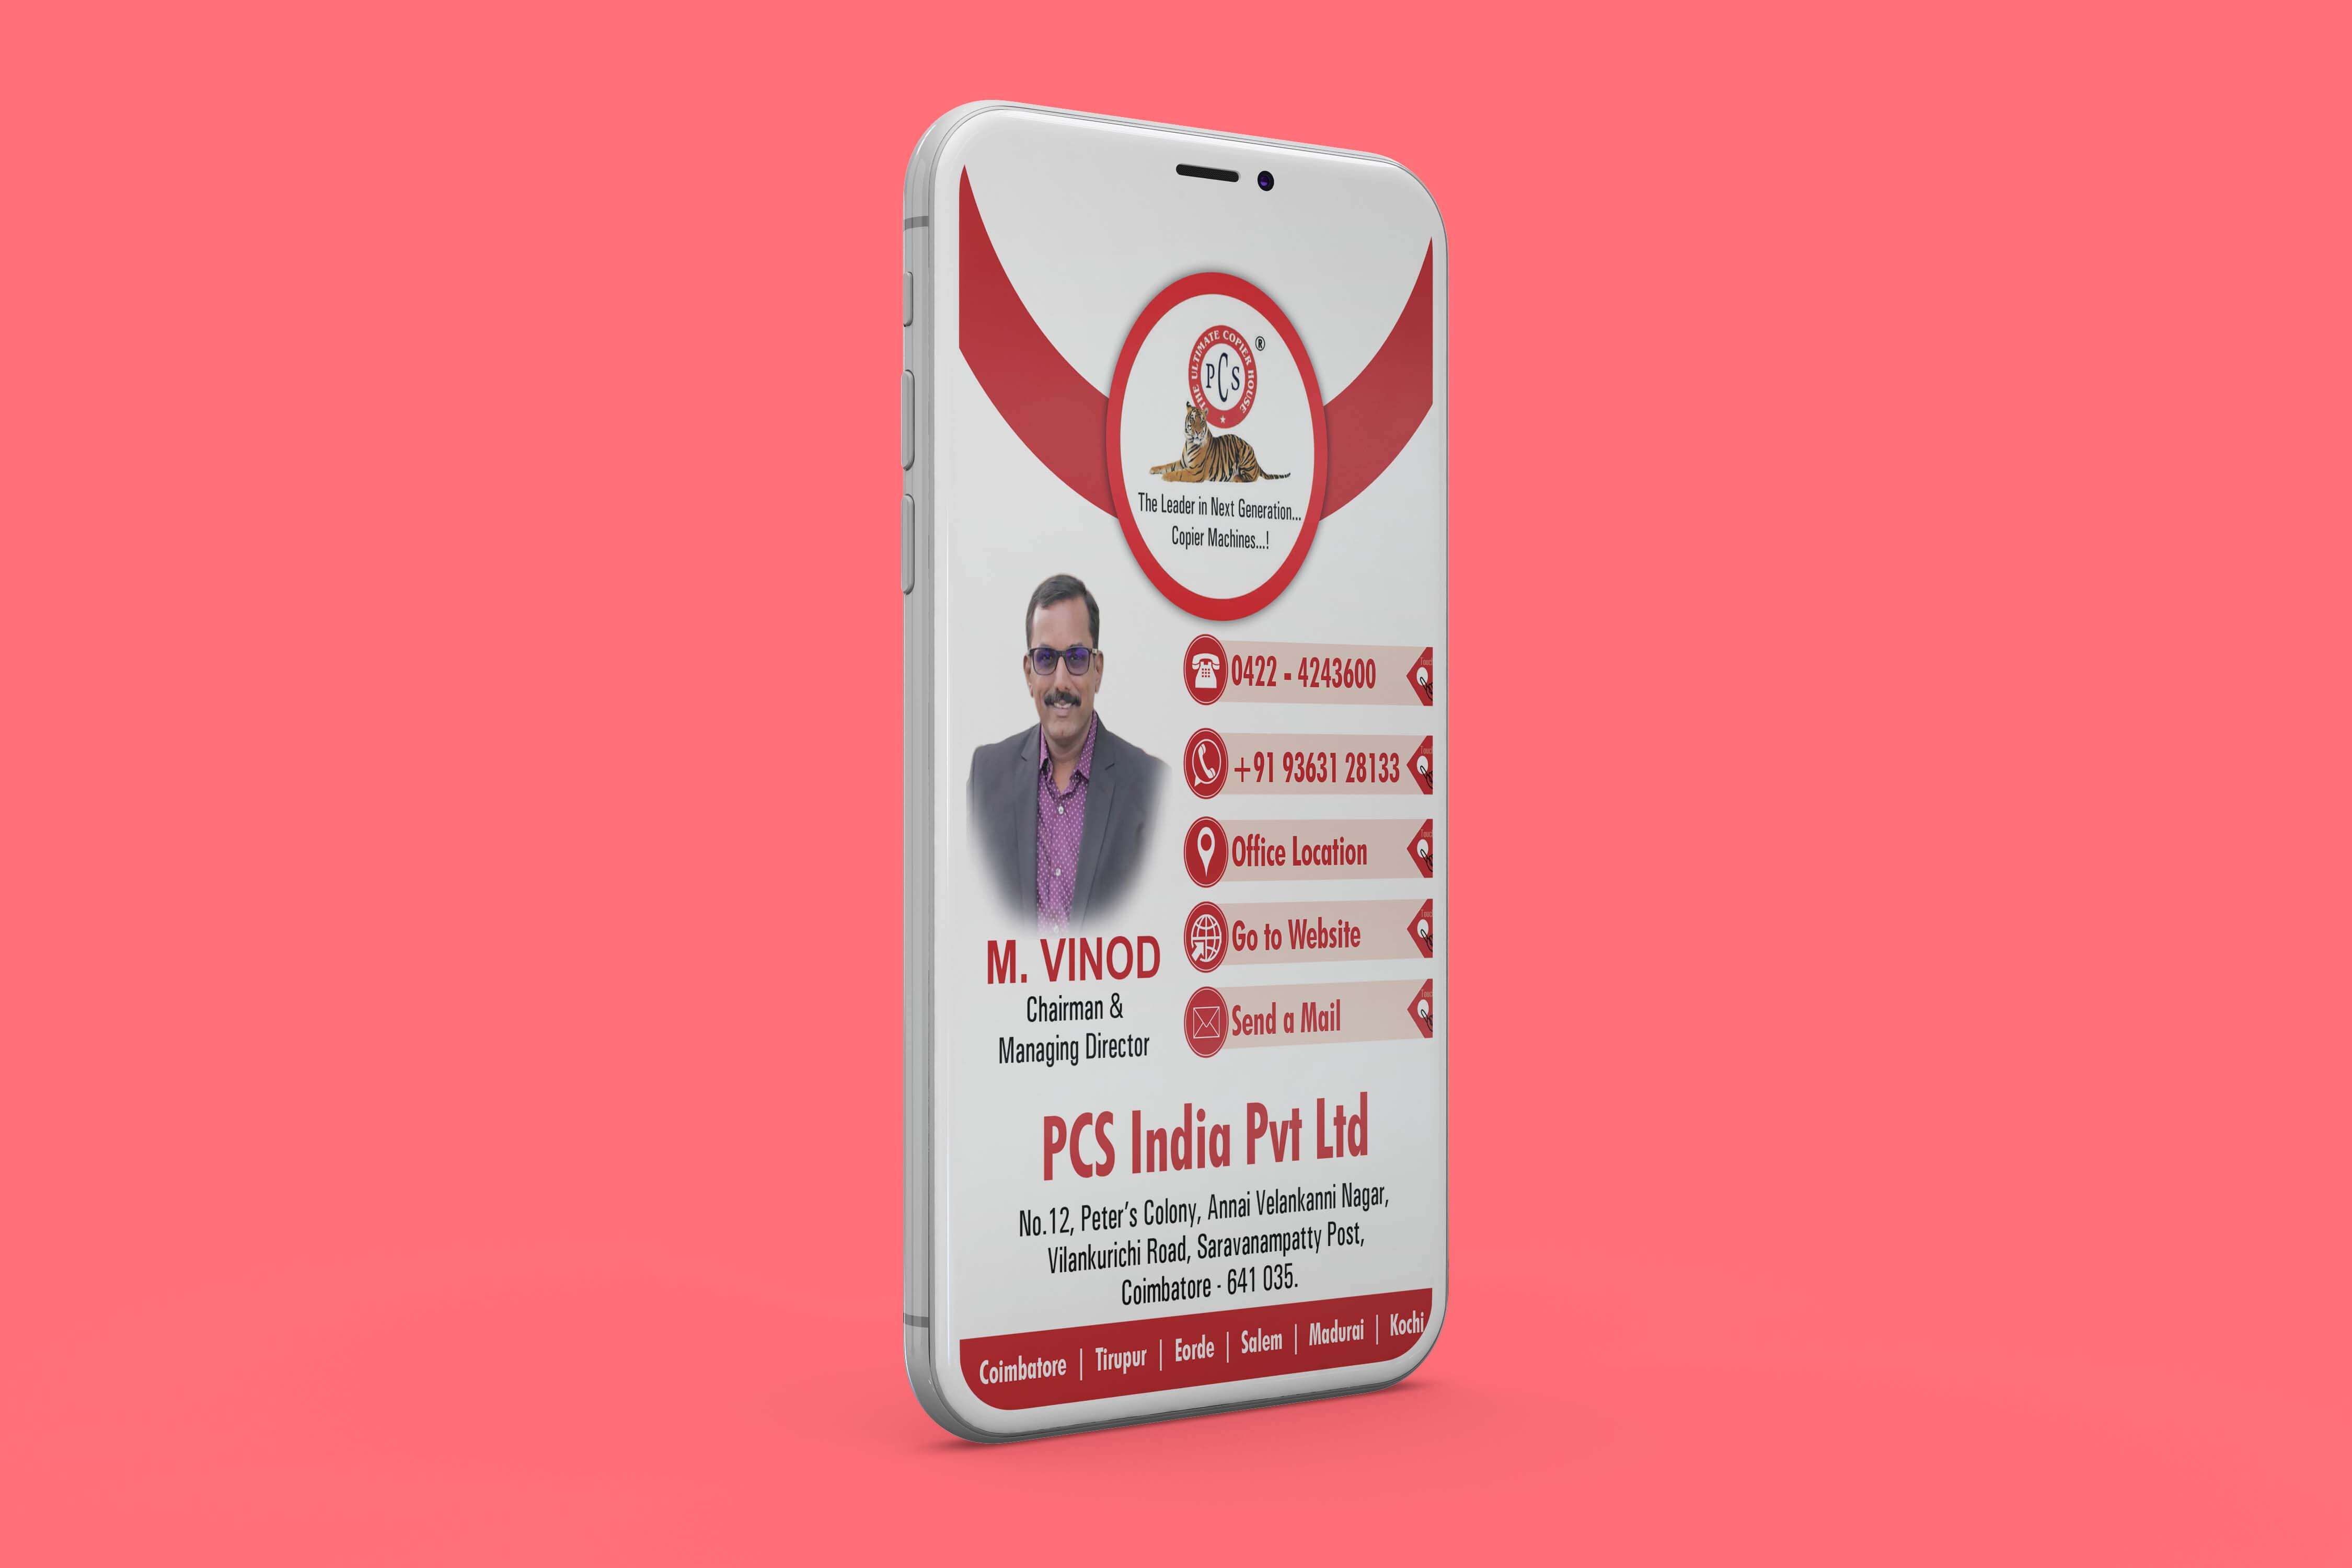 THE ULTIMATE COPIER HOUSE
PCS
®
The Leader in Next Generation...
Copier Machines...!
0422 - 4243600
+91 93631 28133
Office Location
Go to Website
Send a Mail
M. VINOD
Chairman &
Managing Director
PCS India Pvt Ltd
No.12, Peter's Colony, Annai Velankanni Nagar,
Vilankurichi Road, Saravanampatty Post,
Coimbatore - 641 035.
Coimbatore | Tirupur | Eorde | Salem | Madurai | Kochi